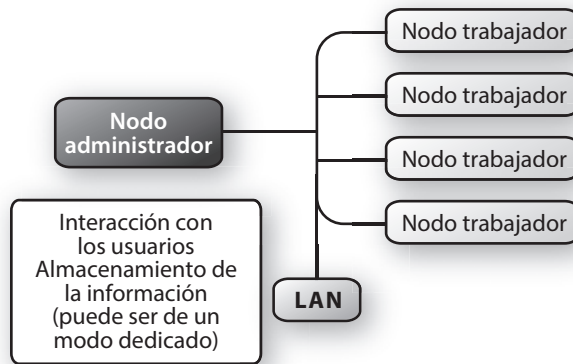 Nodo trabajador
Nodo trabajador
Nodo
administrador
Nodo trabajador
Nodo trabajador
Interacción con
los usuarios
Almacenamiento de
la información
(puede ser de un
modo dedicado)
LAN